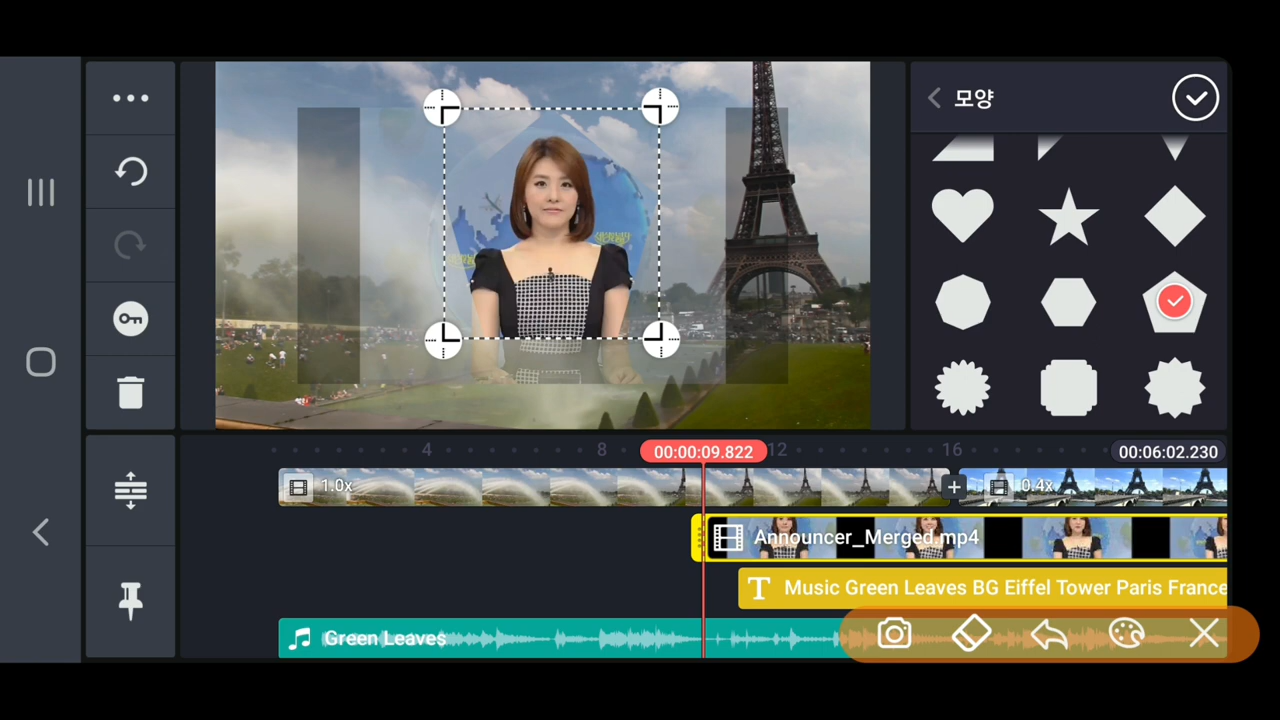 모양
4
8
00:00:09.822
12
16
00:06:02.230
1.0x
0.4x
Announcer_Merged.mp4
T
Music Green Leaves BG Eiffel Tower Paris France
Green Leaves